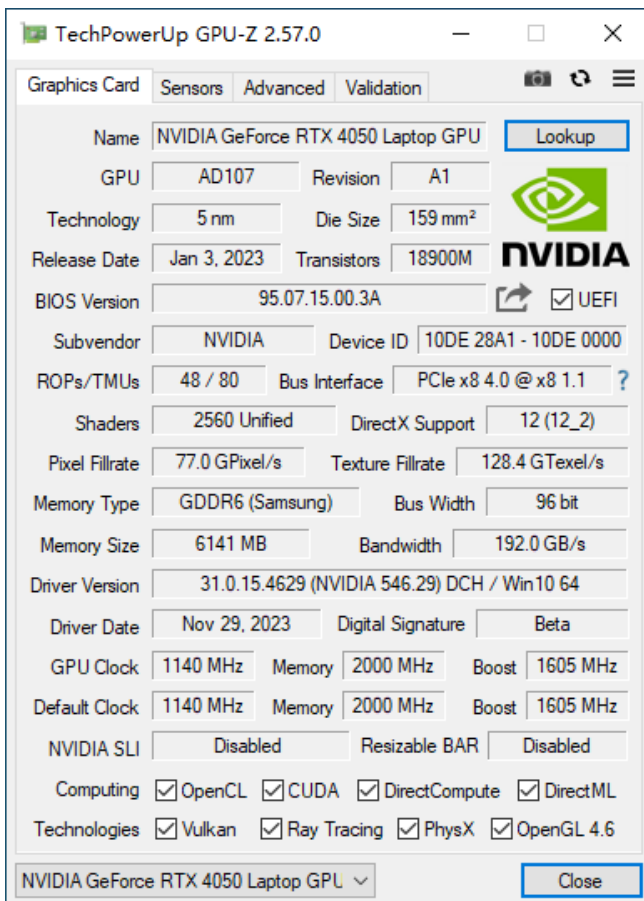 TechPowerUp GPU-Z 2.57.0
Graphics Card Sensors Advanced Validation
Name NVIDIA GeForce RTX 4050 Laptop GPU Lookup
GPU AD107 Revision A1
Technology 5 nm Die Size 159 mm²
Release Date Jan 3, 2023 Transistors 18900M
NVIDIA
BIOS Version 95.07.15.00.3A UEFI
Subvendor NVIDIA Device ID 10DE 28A1 - 10DE 0000
ROPs/TMUs 48 / 80 Bus Interface PCIe x8 4.0 @ x8 1.1 ?
Shaders 2560 Unified DirectX Support 12 (12_2)
Pixel Fillrate 77.0 GPixel/s Texture Fillrate 128.4 GTexel/s
Memory Type GDDR6 (Samsung) Bus Width 96 bit
Memory Size 6141 MB Bandwidth 192.0 GB/s
Driver Version 31.0.15.4629 (NVIDIA 546.29) DCH / Win10 64
Driver Date Nov 29, 2023 Digital Signature Beta
GPU Clock 1140 MHz Memory 2000 MHz Boost 1605 MHz
Default Clock 1140 MHz Memory 2000 MHz Boost 1605 MHz
NVIDIA SLI Disabled Resizable BAR Disabled
Computing OpenCL CUDA DirectCompute DirectML
Technologies Vulkan Ray Tracing PhysX OpenGL 4.6
NVIDIA GeForce RTX 4050 Laptop GPU Close